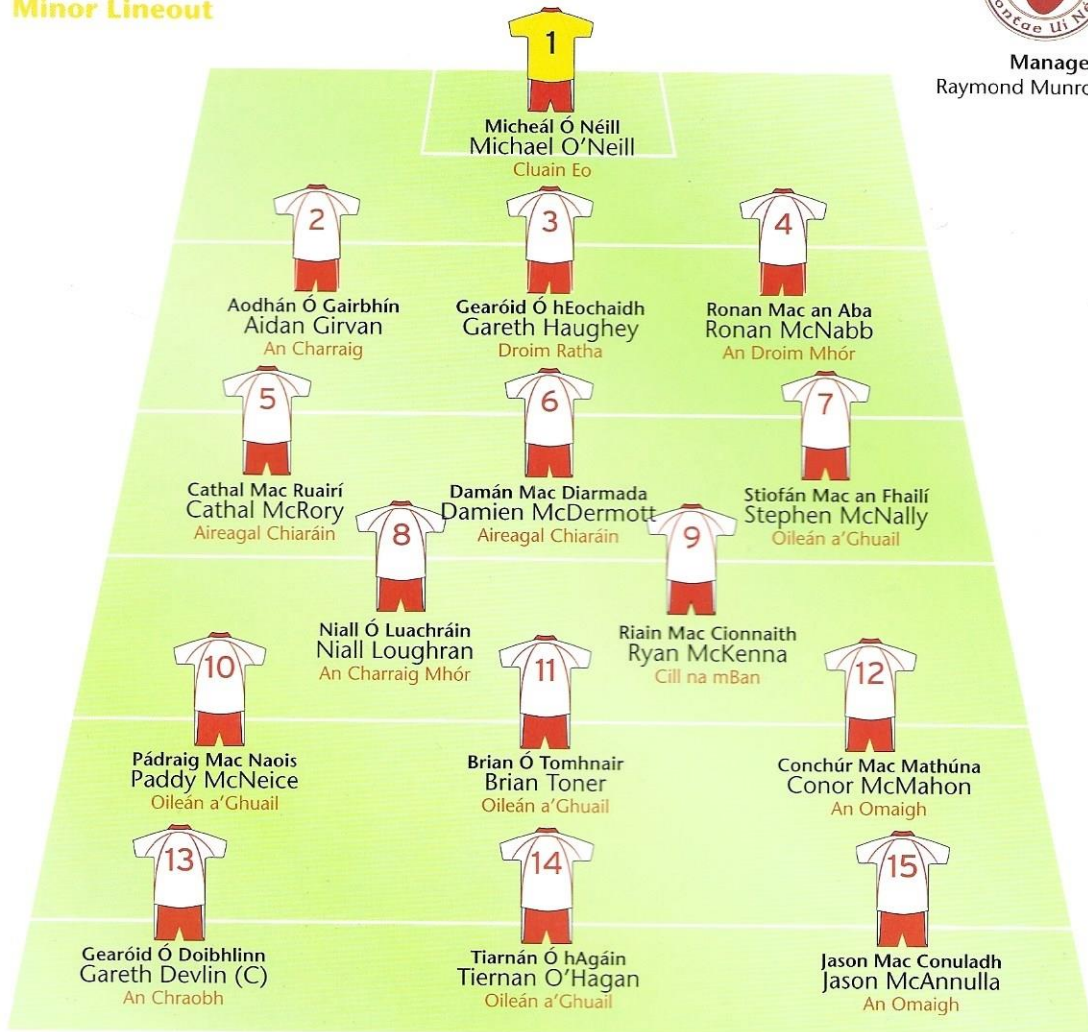 Minor Lineout
ontae Uí Né
Manage
Raymond Munro
1
Micheál Ó Néill
Michael O'Neill
Cluain Eo
2
Aodhán Ó Gairbhín
Aidan Girvan
An Charraig
3
Gearóid Ó hEochaidh
Gareth Haughey
Droim Ratha
4
Ronan Mac an Aba
Ronan McNabb
An Droim Mhór
5
Cathal Mac Ruairí
Cathal McRory
Aireagal Chiaráin
6
Damán Mac Diarmada
Damien McDermott
Aireagal Chiaráin
7
Stiofán Mac an Fhailí
Stephen McNally
Oileán a'Ghuail
8
Niall Ó Luachráin
Niall Loughran
An Charraig Mhór
9
Riain Mac Cionnaith
Ryan McKenna
Cill na mBan
10
Pádraig Mac Naois
Paddy McNeice
Oileán a'Ghuail
11
Brian Ó Tomhnair
Brian Toner
Oileán a'Ghuail
12
Conchúr Mac Mathúna
Conor McMahon
An Omaigh
13
Gearóid Ó Doibhlinn
Gareth Devlin (C)
An Chraobh
14
Tiarnán Ó hAgáin
Tiernan O'Hagan
Oileán a'Ghuail
15
Jason Mac Conuladh
Jason McAnnulla
An Omaigh